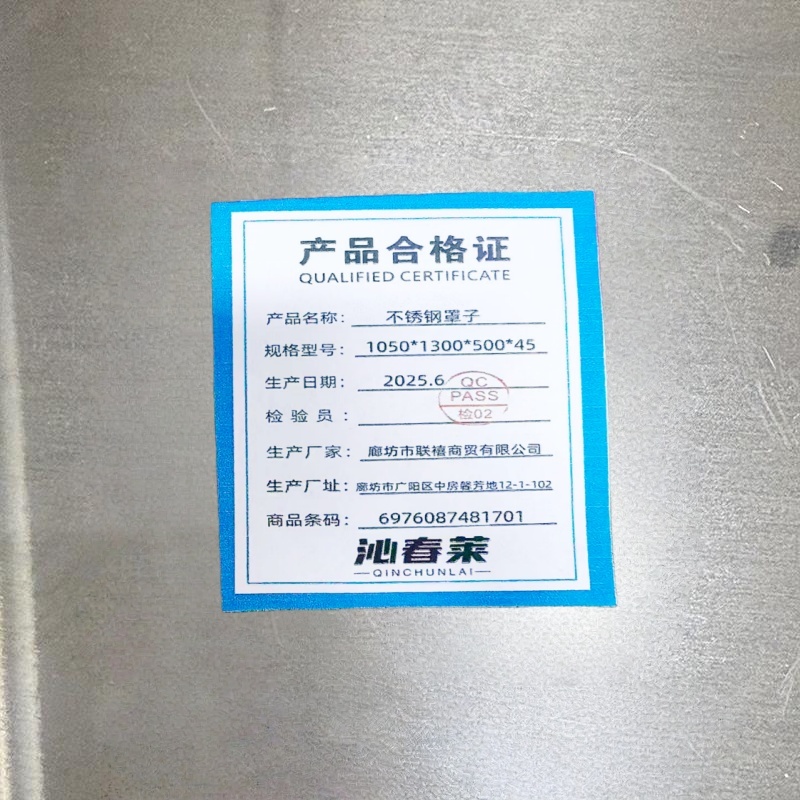 产品合格证
QUALIFIED CERTIFICATE
产品名称： 不锈钢罩子
规格型号： 1050*1300*500*45
生产日期： 2025.6
QC
PASS
检02
检验员：
生产厂家： 廊坊市联禧商贸有限公司
生产厂址： 廊坊市广阳区中房馨芳地12-1-102
商品条码： 6976087481701
沁春莱
QINCHUNLAI